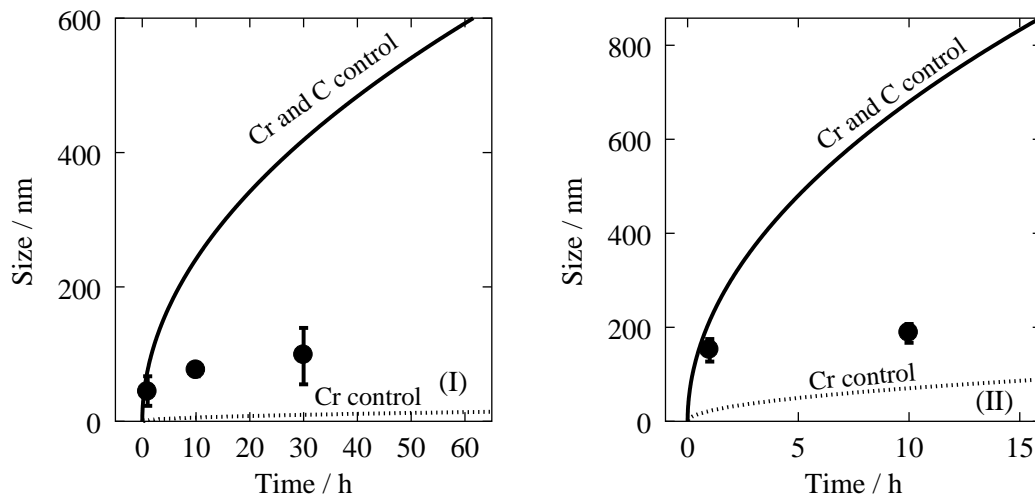 600
400
200
0
Size / nm
Cr and C control
Cr control
(I)
0 10 20 30 40 50 60
Time / h
800
600
400
200
0
Size / nm
Cr and C control
Cr control
(II)
0 5 10 15
Time / h